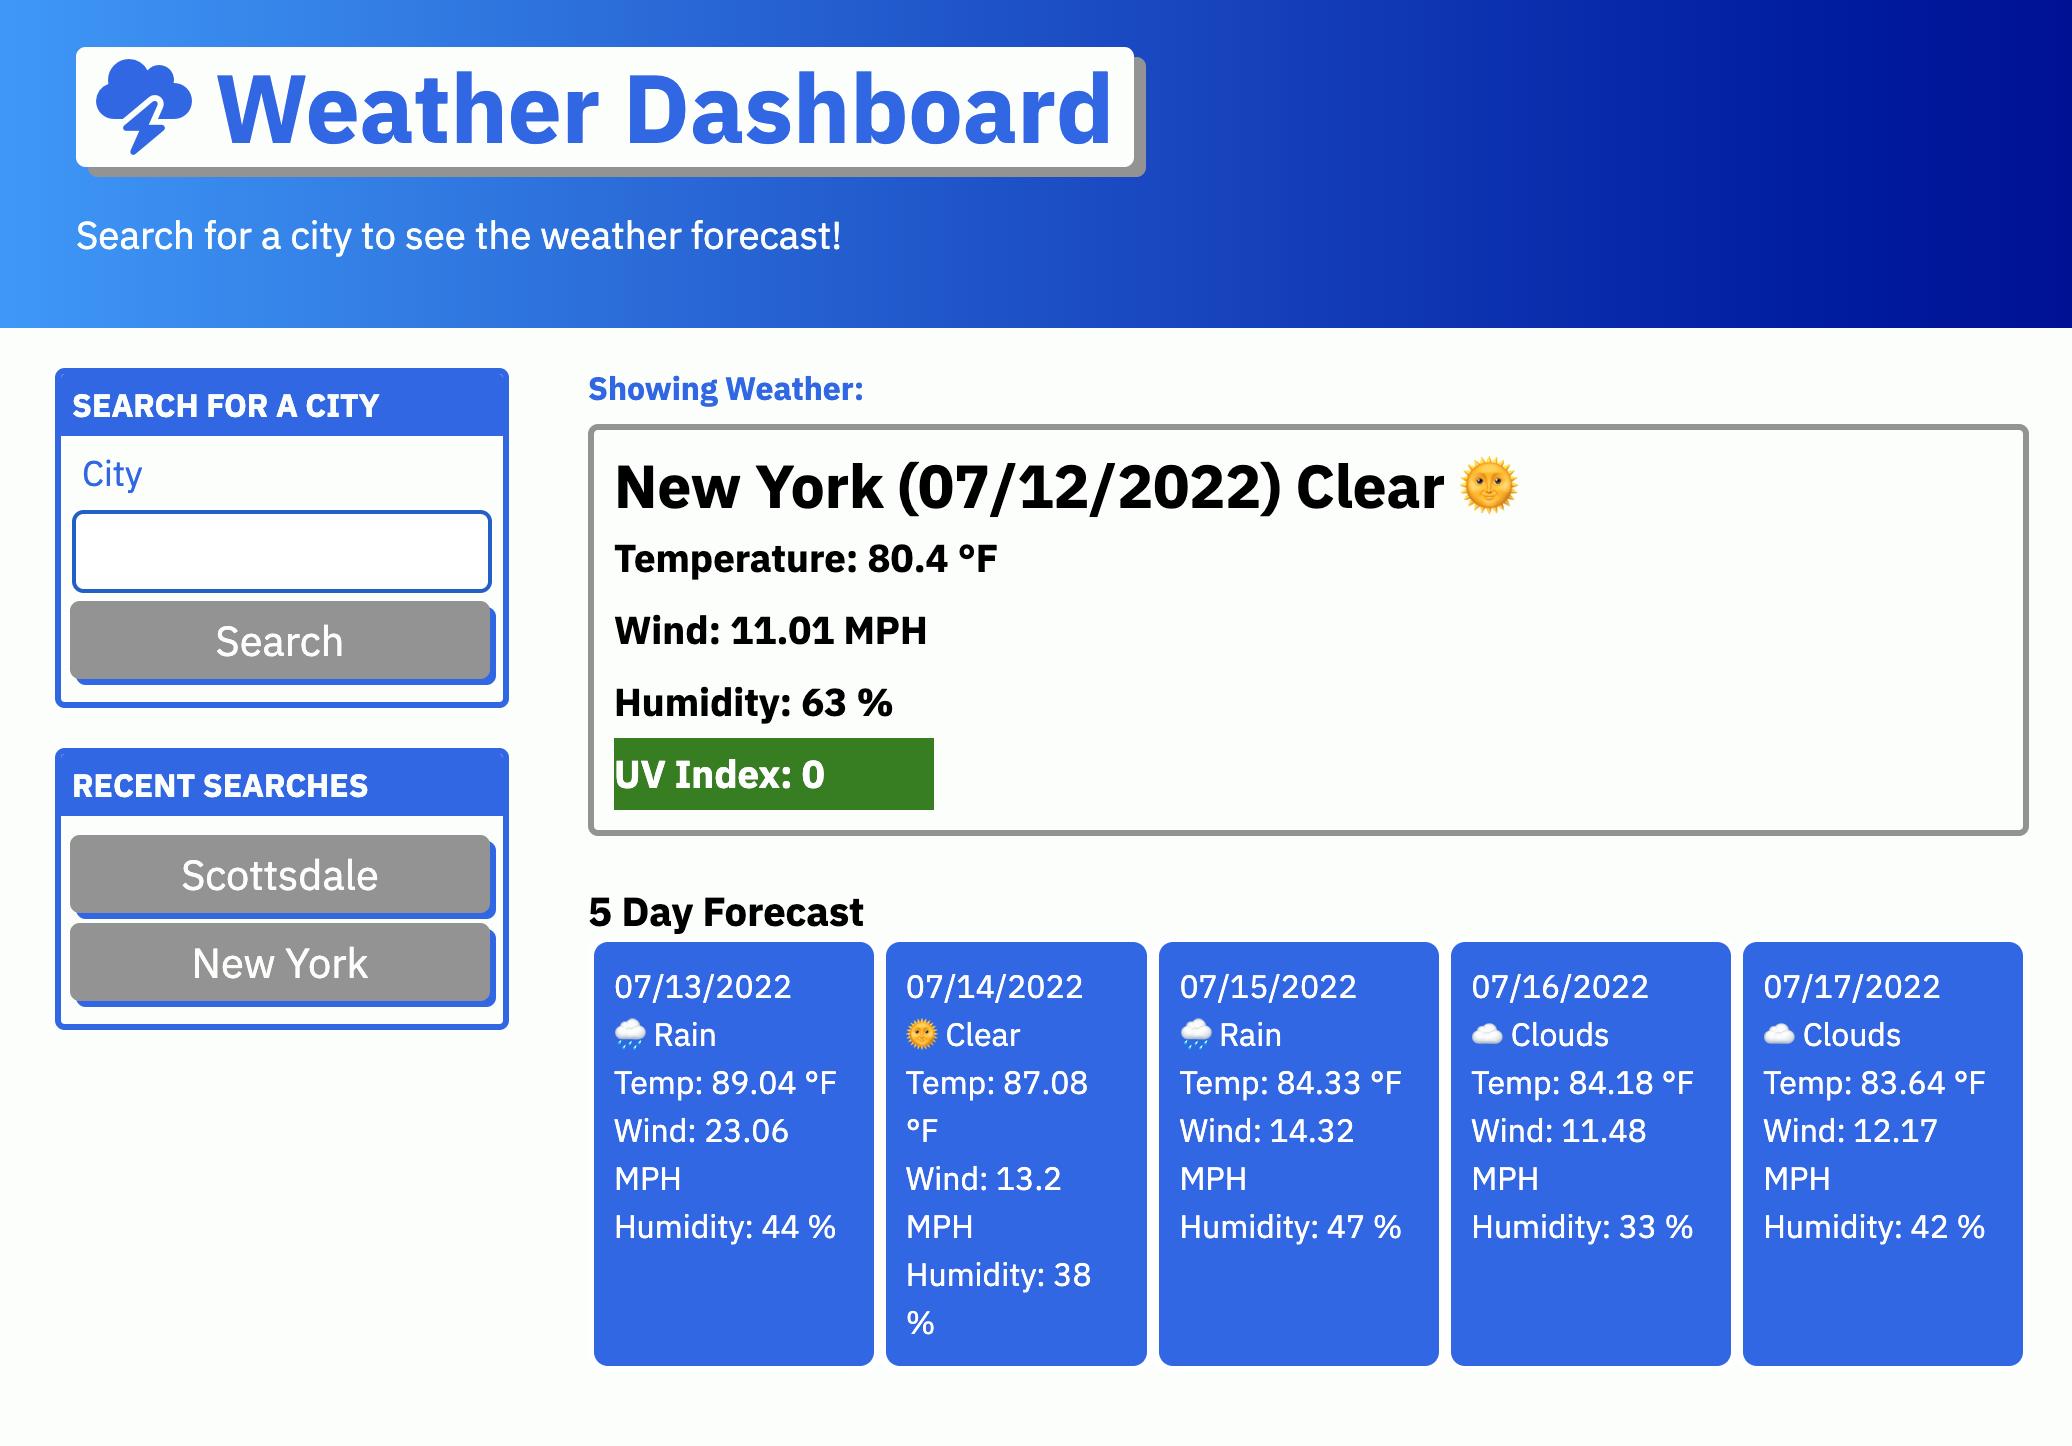 Weather Dashboard
Search for a city to see the weather forecast!
SEARCH FOR A CITY
City
Search
RECENT SEARCHES
Scottsdale
New York
Showing Weather:
New York (07/12/2022) Clear 🌞
Temperature: 80.4 °F
Wind: 11.01 MPH
Humidity: 63 %
UV Index: 0
5 Day Forecast
07/13/2022
🌧 Rain
Temp: 89.04 °F
Wind: 23.06
MPH
Humidity: 44 %
07/14/2022
🌞 Clear
Temp: 87.08
°F
Wind: 13.2
MPH
Humidity: 38
%
07/15/2022
🌧 Rain
Temp: 84.33 °F
Wind: 14.32
MPH
Humidity: 47 %
07/16/2022
☁️ Clouds
Temp: 84.18 °F
Wind: 11.48
MPH
Humidity: 33 %
07/17/2022
☁️ Clouds
Temp: 83.64 °F
Wind: 12.17
MPH
Humidity: 42 %